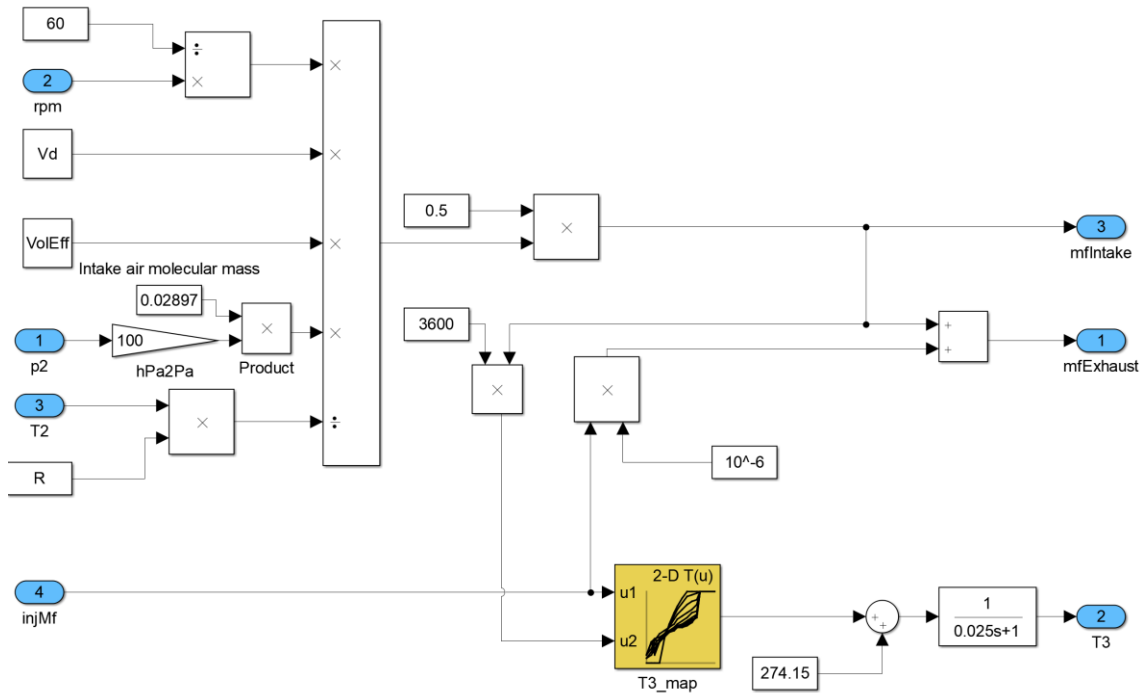 60
÷
×
2
rpm
×
Vd
×
VolEff
×
0.5
×
3
mfIntake
Intake air molecular mass
0.02897
×
Product
1
p2
100
hPa2Pa
×
3600
×
×
+
+
1
mfExhaust
3
T2
×
÷
R
10^-6
4
injMf
2-D T(u)
u1
u2
T3_map
+
+
274.15
1
0.025s+1
2
T3